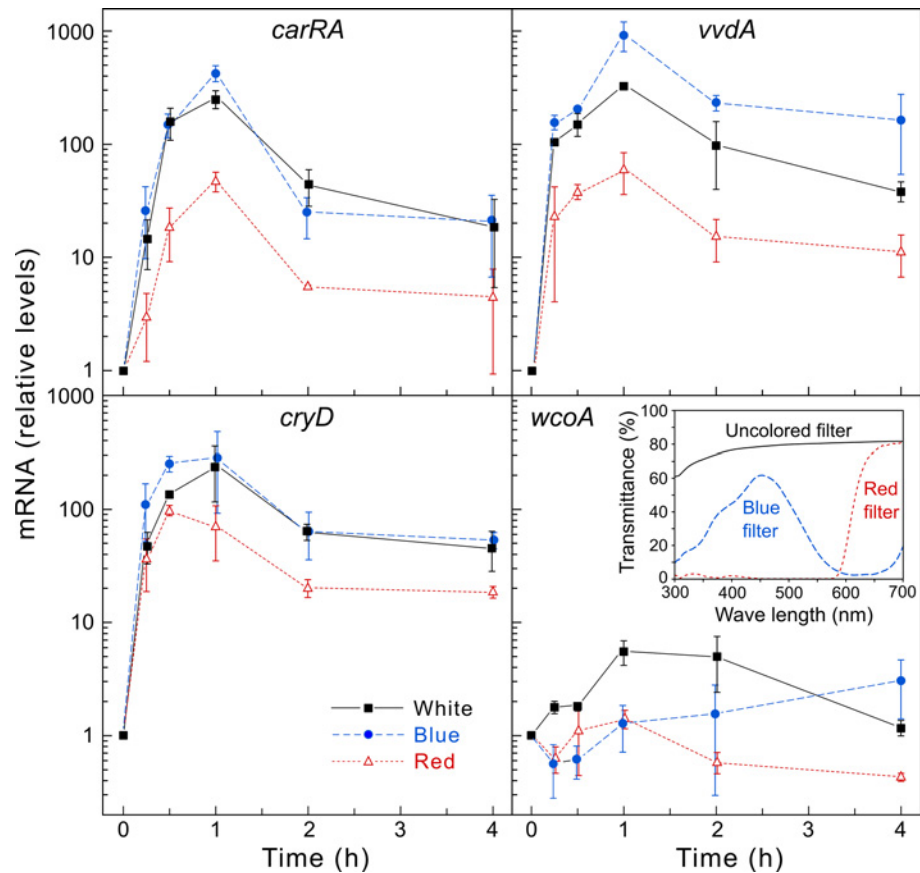 carRA
vvdA
1000
100
10
1
mRNA (relative levels)
cryD
wcoA
1000
100
10
1
White
Blue
Red
Transmittance (%)
100
80
60
40
20
0
Uncolored filter
Blue
filter
Red
filter
300
400
500
600
700
Wave length (nm)
0
1
2
3
4
0
1
2
3
4
Time (h)
Time (h)